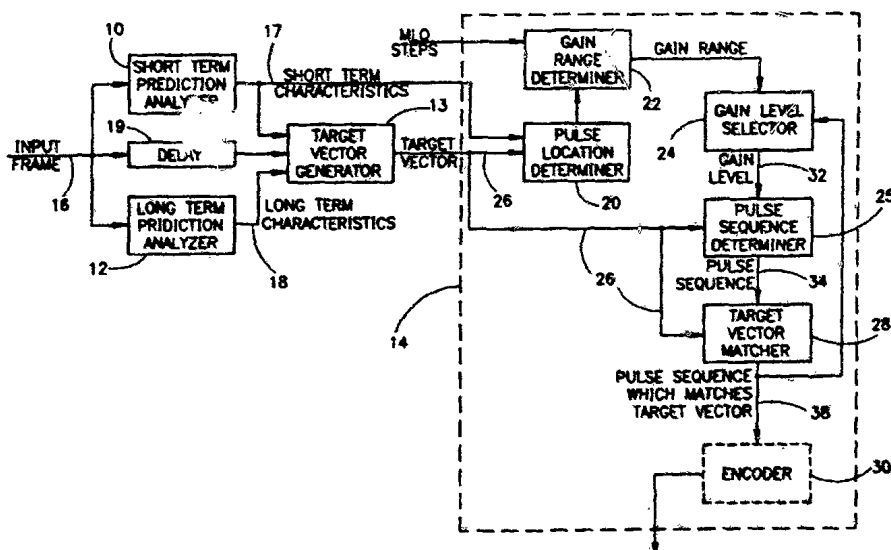 10
SHORT TERM
PREDICTION
ANALYZER
17
SHORT TERM
CHARACTERISTICS
MLQ
STEPS
GAIN
RANGE
DETERMINER
22
GAIN RANGE
GAIN LEVEL
SELECTOR
24
GAIN
LEVEL
32
INPUT
FRAME
16
19
DELAY
13
TARGET
VECTOR
GENERATOR
TARGET
VECTOR
26
PULSE
LOCATION
DETERMINER
20
LONG TERM
PRIDICTION
ANALYZER
12
LONG TERM
CHARACTERISTICS
18
PULSE
SEQUENCE
DETERMINER
25
PULSE
SEQUENCE
34
26
14
TARGET
VECTOR
MATCHER
28
PULSE SEQUENCE
WHICH MATCHES
TARGET VECTOR
38
ENCODER
30